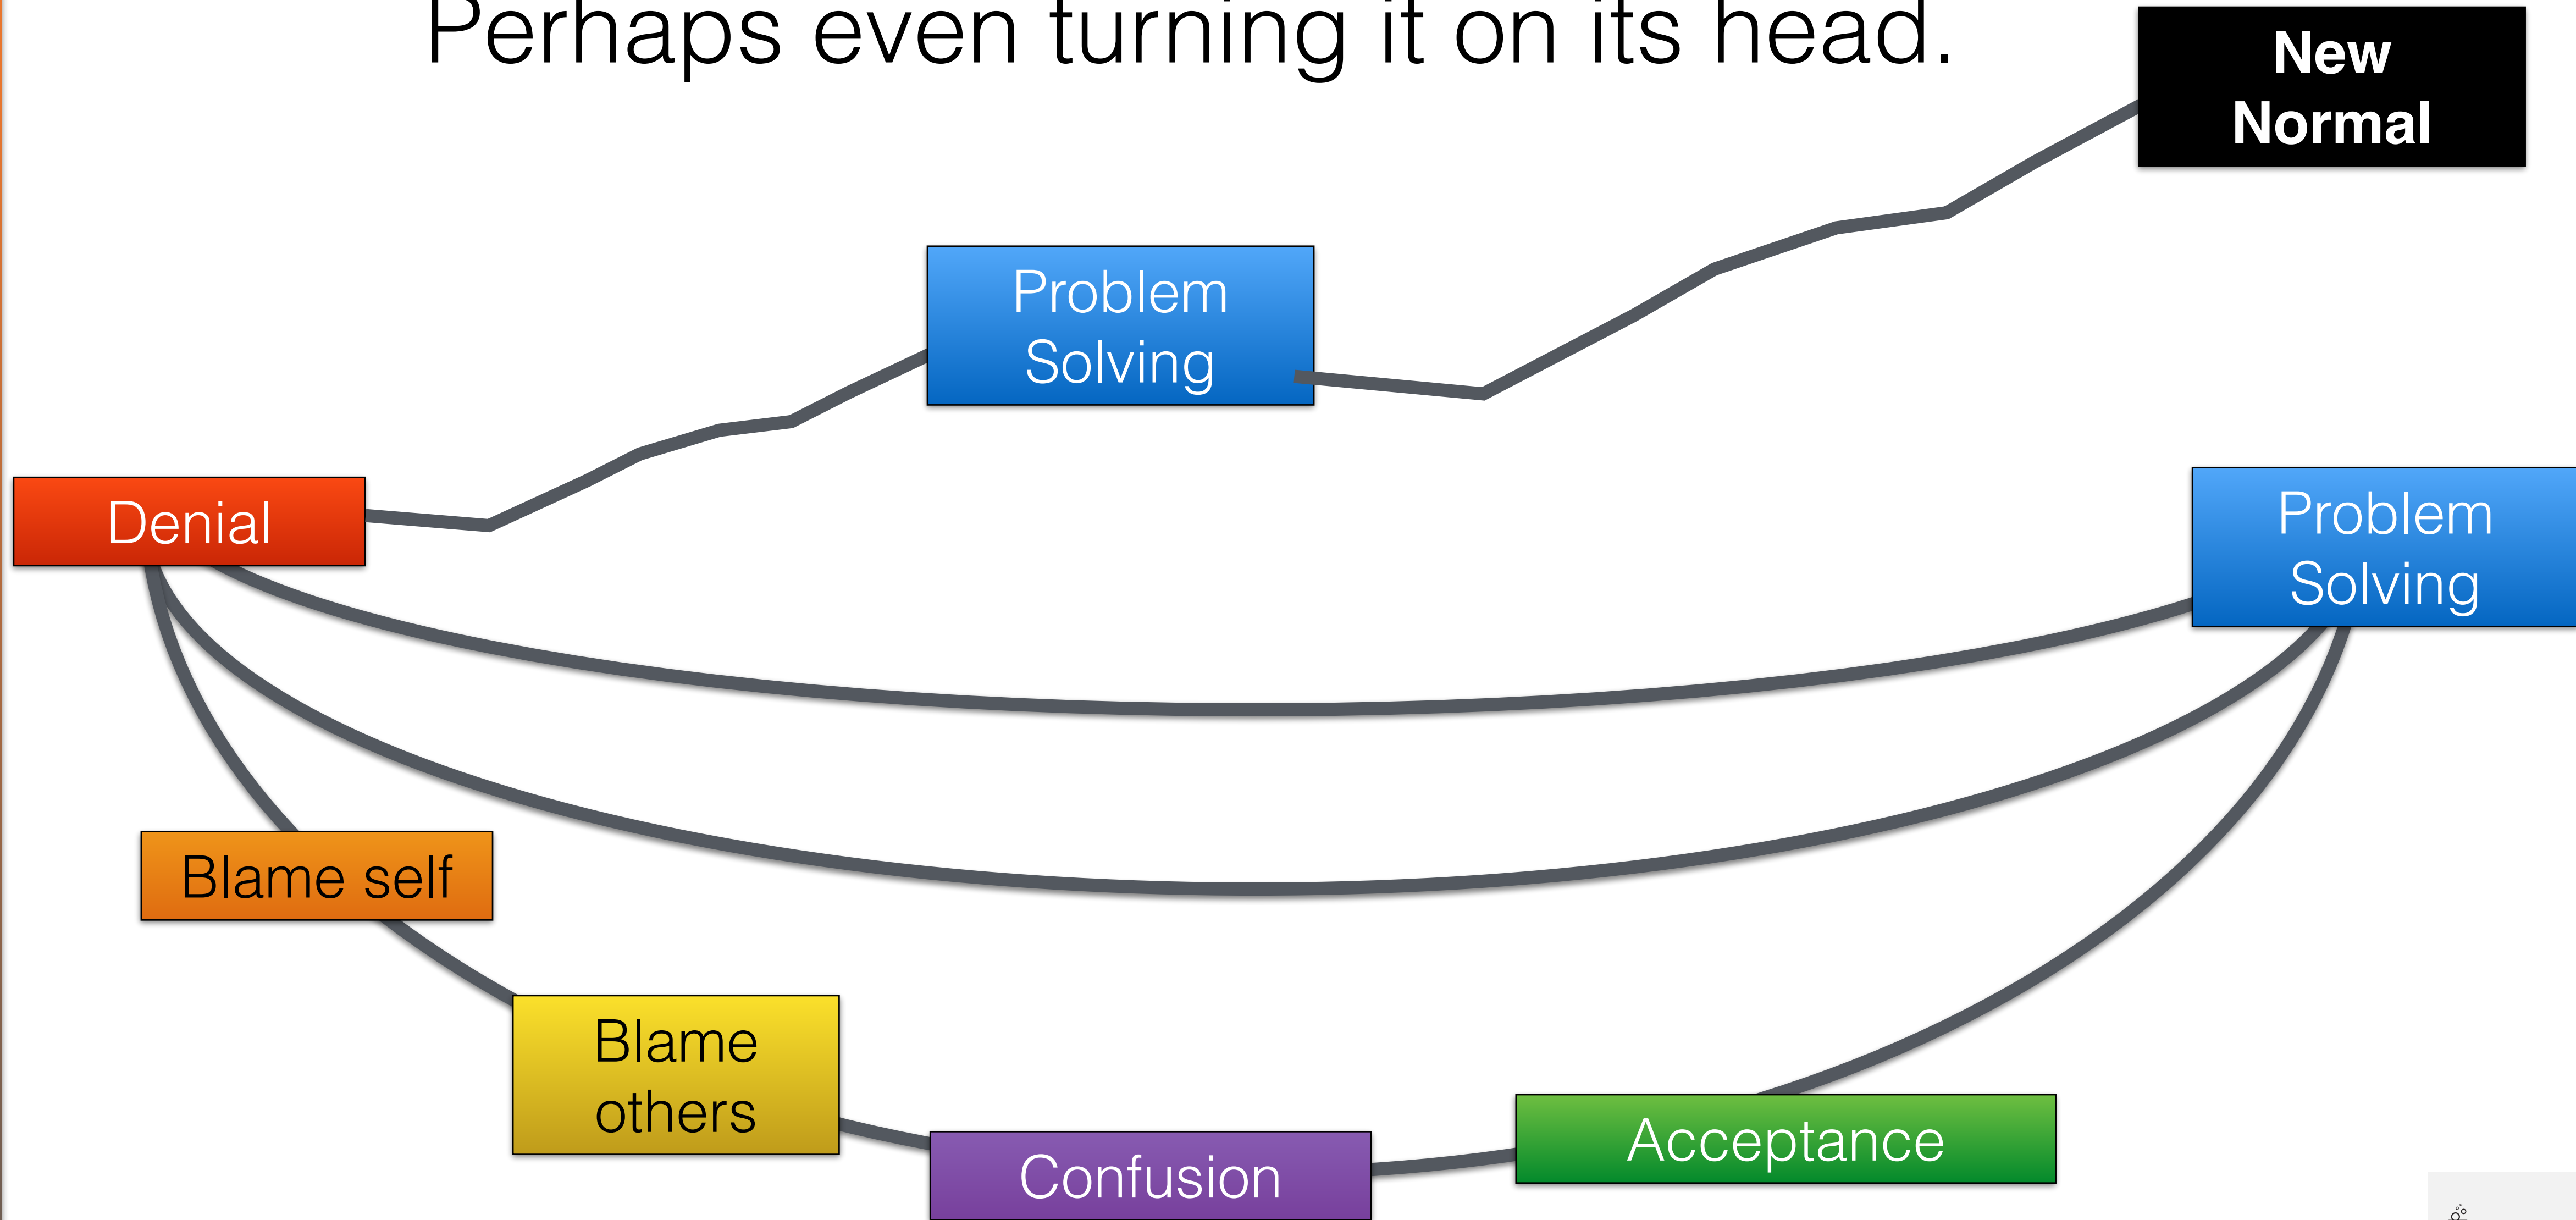 Perhaps even turning it on its head.
New
Normal
Problem
Solving
Denial
Problem
Solving
Blame self
Blame
others
Confusion
Acceptance